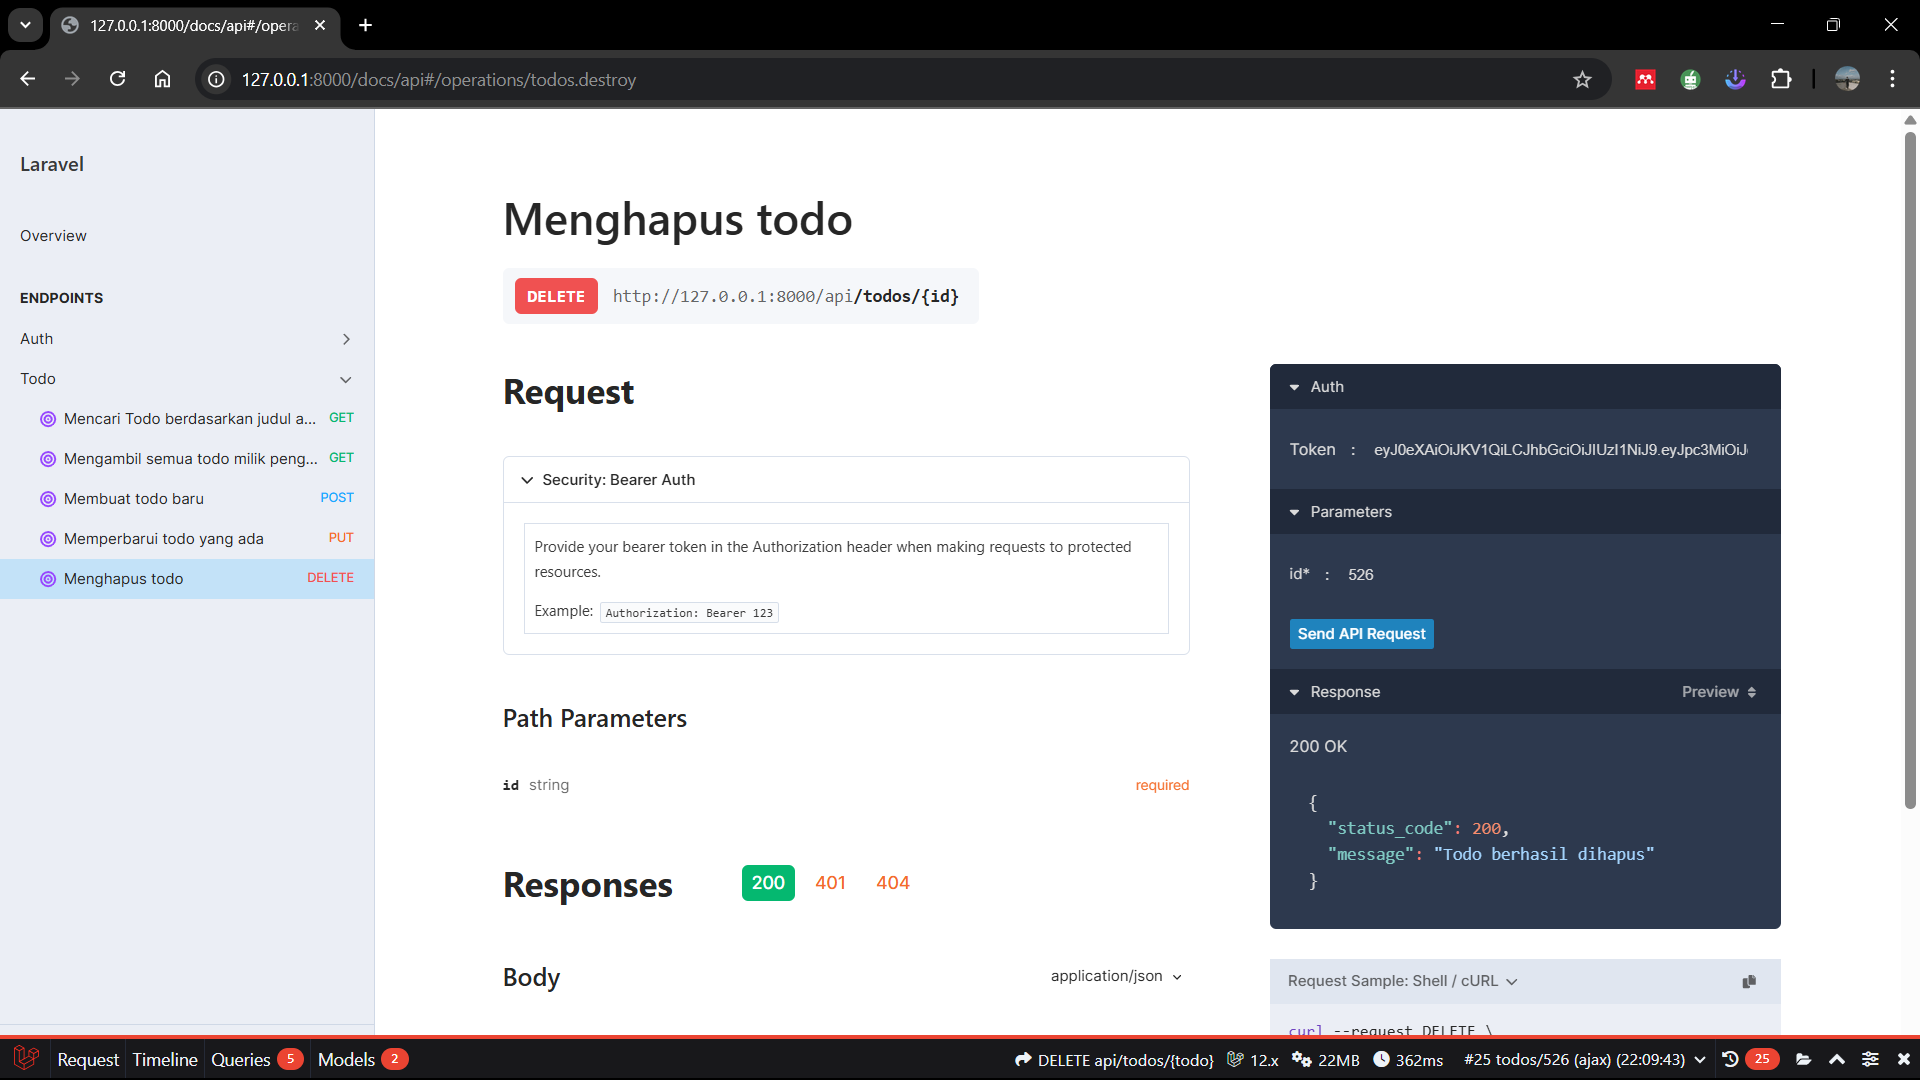 127.0.0.1:8000/docs/api#/opera
127.0.0.1:8000/docs/api#/operations/todos.destroy
Laravel
Overview
ENDPOINTS
Auth
Todo
Mencari Todo berdasarkan judul a... GET
Mengambil semua todo milik peng... GET
Membuat todo baru POST
Memperbarui todo yang ada PUT
Menghapus todo DELETE
Menghapus todo
DELETE http://127.0.0.1:8000/api/todos/{id}
Request
Security: Bearer Auth
Provide your bearer token in the Authorization header when making requests to protected
resources.
Example: Authorization: Bearer 123
Path Parameters
id string required
Responses 200 401 404
Body application/json
Auth
Token : eyJ0eXAiOiJKV1QiLCJhbGciOiJIUzI1NiJ9.eyJpc3MiOiJ
Parameters
id* : 526
Send API Request
Response Preview
200 OK
{
"status_code": 200,
"message": "Todo berhasil dihapus"
}
Request Sample: Shell / cURL
curl --request DELETE \
Request Timeline Queries 5 Models 2 DELETE api/todos/{todo} 12.x 22MB 362ms #25 todos/526 (ajax) (22:09:43) 25